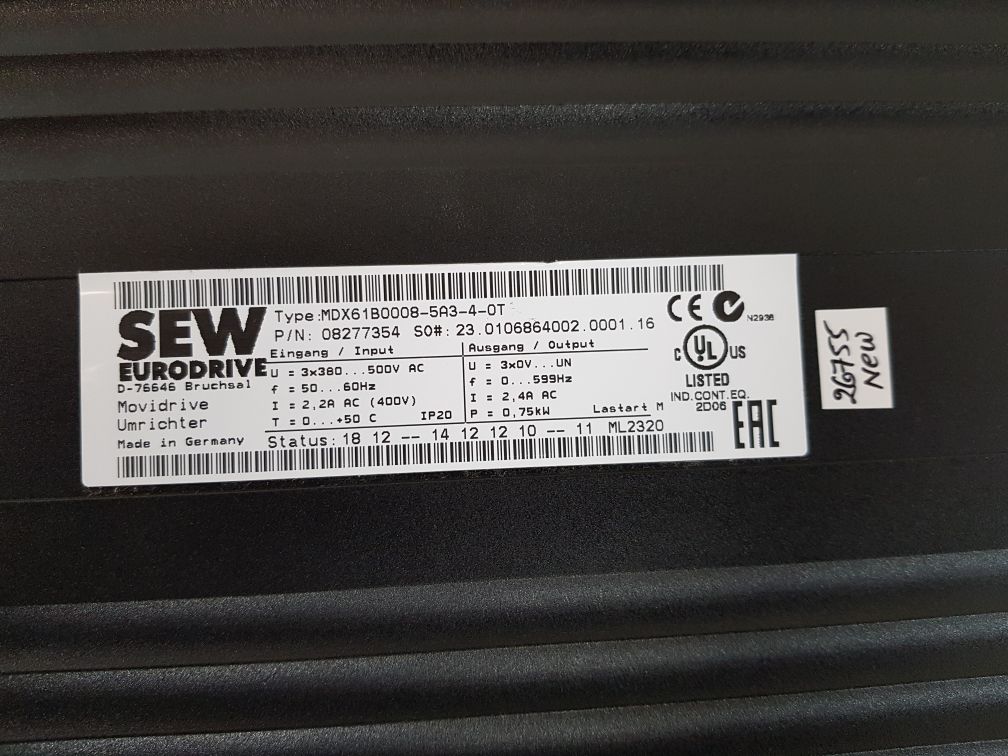 SEW
EURODRIVE
D-76646 Bruchsal
Movidrive
Umrichter
Made in Germany
Type:MDX61B0008-5A3-4-0T
P/N: 08277354 SO#: 23.0106864002.0001.16
Eingang / Input
U = 3x380...500V AC
f = 50...60Hz
I = 2,2A AC (400V)
T = 0...+50 C IP20
Ausgang / Output
U = 3x0V...UN
f = 0...599Hz
I = 2,4A AC
P = 0,75kW Lastart M
Status: 18 12 -- 14 12 12 10 -- 11 ML2320
CE
N2936
C UL US
LISTED
IND.CONT.EQ.
2D06
EAC
26755
New